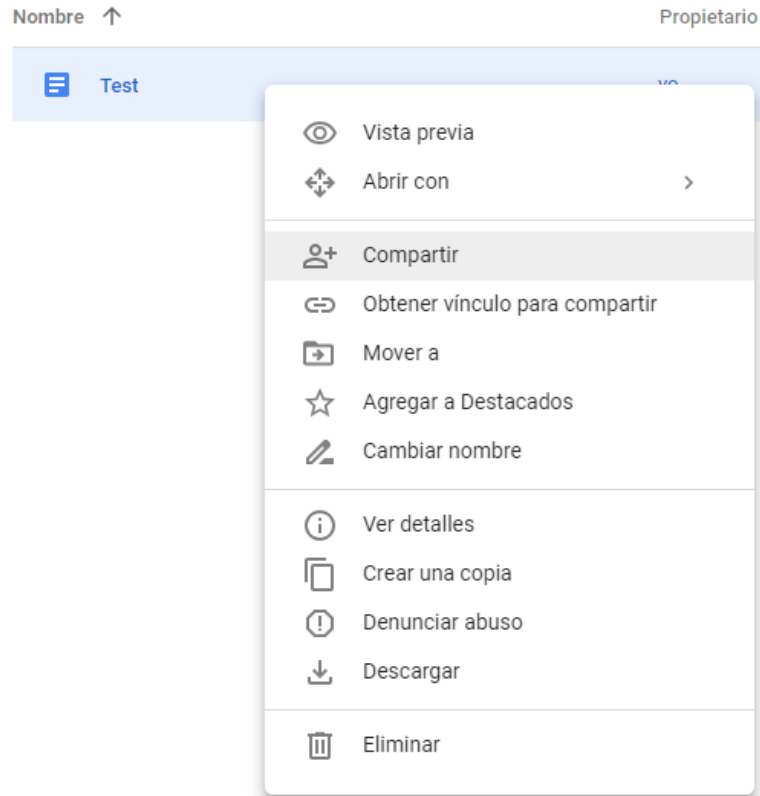 Nombre
Propietario
Test
yo
Vista previa
Abrir con
Compartir
Obtener vínculo para compartir
Mover a
Agregar a Destacados
Cambiar nombre
Ver detalles
Crear una copia
Denunciar abuso
Descargar
Eliminar